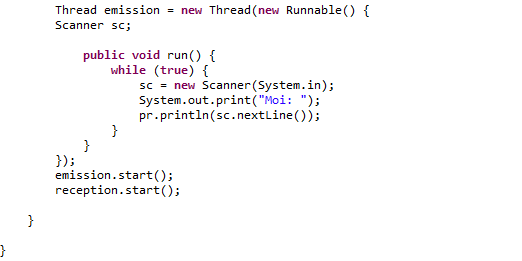 Thread emission = new Thread(new Runnable() {
Scanner sc;
public void run() {
while (true) {
sc = new Scanner(System.in);
System.out.print("Moi: ");
pr.println(sc.nextLine());
}
}
});
emission.start();
reception.start();
}
}